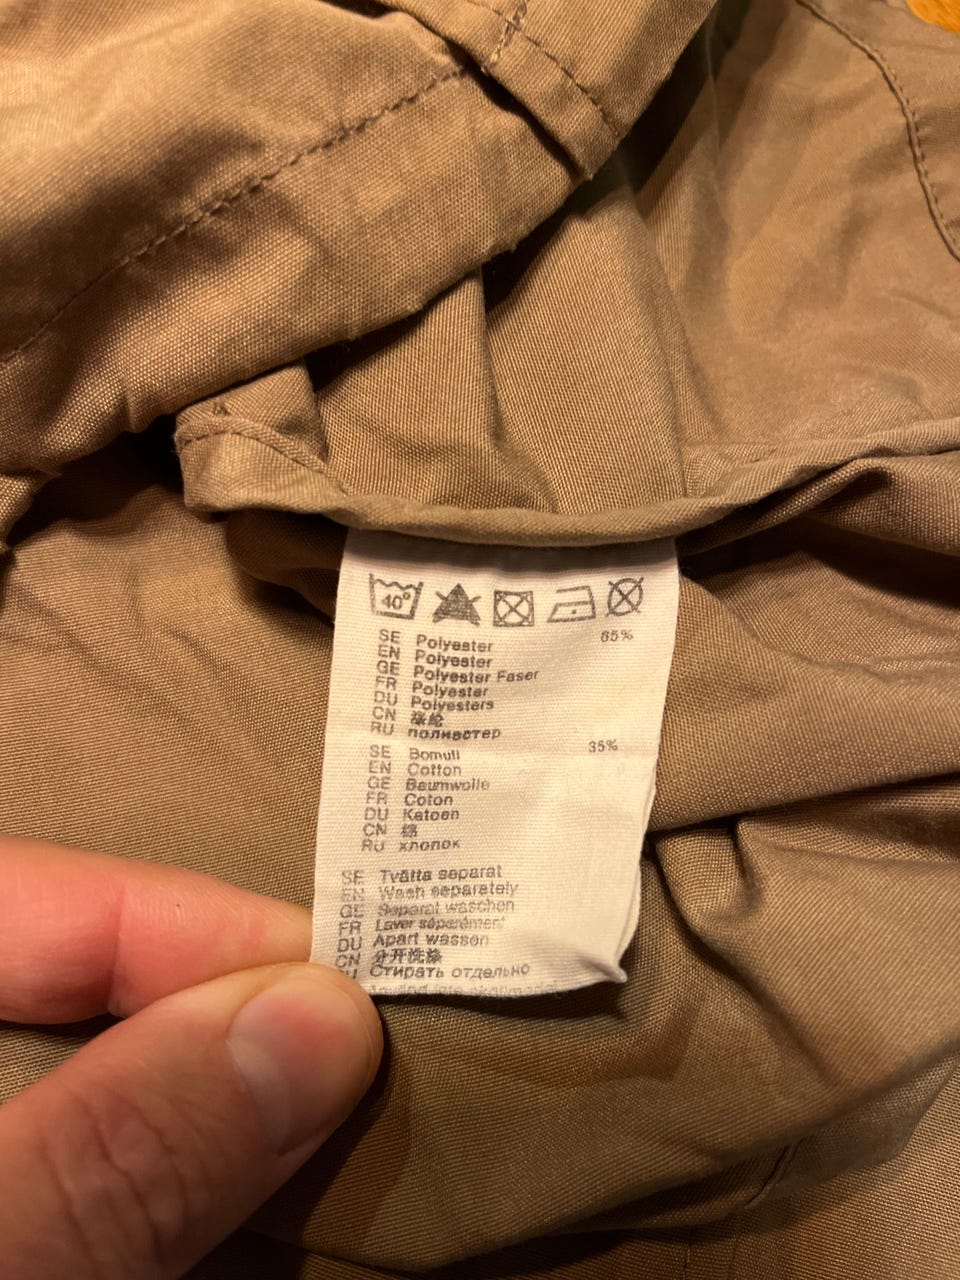 40°
65%
SE Polyester
EN Polyester
GE Polyester Faser
FR Polyester
DU Polyesters
CN 涤纶
RU полиэстер
35%
SE Bomull
EN Cotton
GE Baumwolle
FR Coton
DU Katoen
CN 棉
RU хлопок
SE Tvätta separat
EN Wash separately
GE Separat waschen
FR Laver séparément
DU Apart wassen
CN 分开洗涤
RU Стирать отдельно